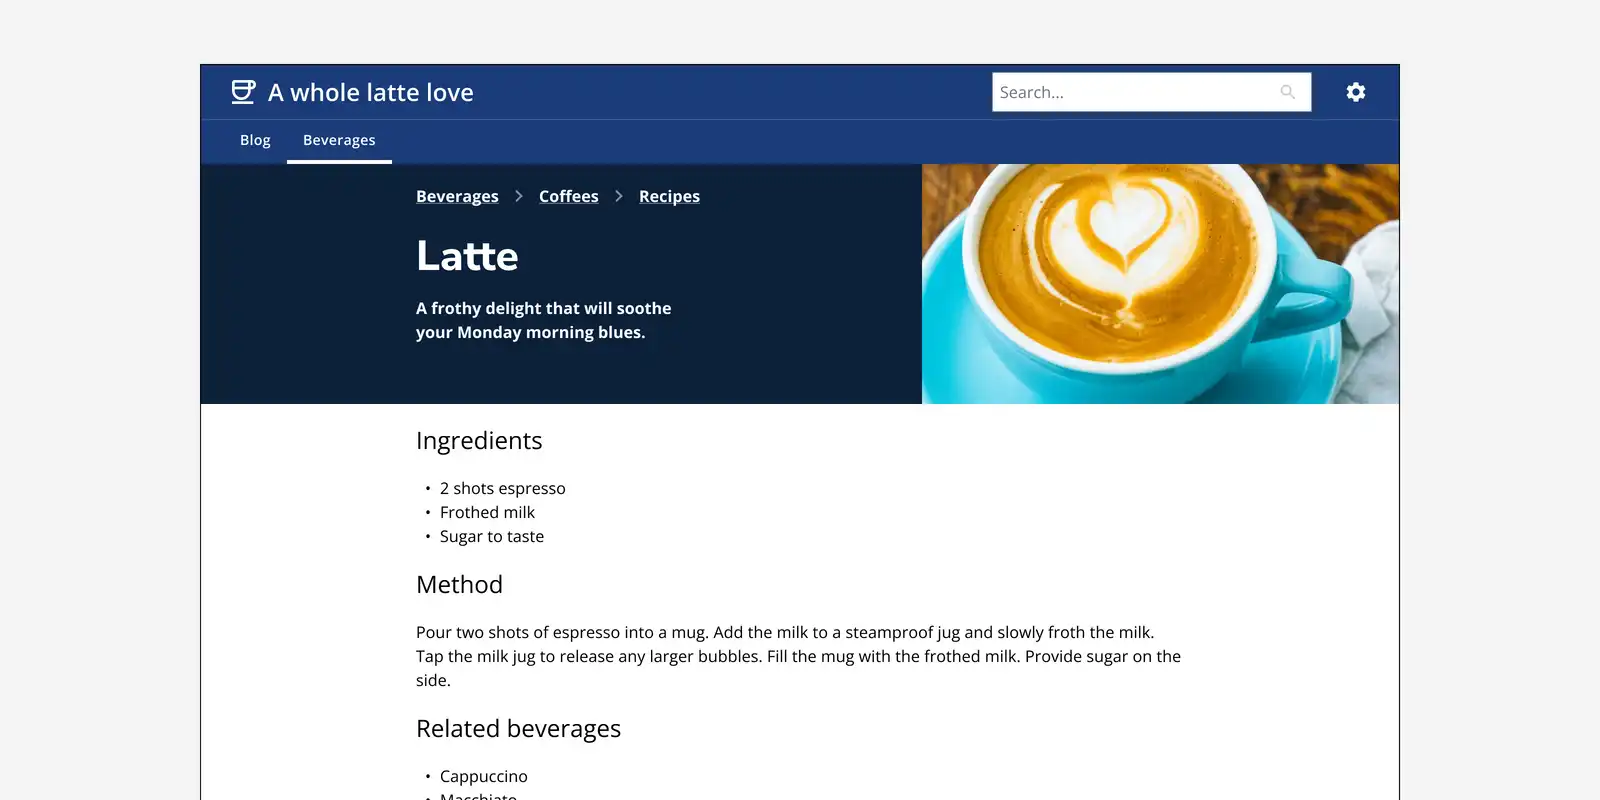 A whole latte love
Search...
Blog
Beverages
Beverages
Coffees
Recipes
Latte
A frothy delight that will soothe
your Monday morning blues.
Ingredients
• 2 shots espresso
• Frothed milk
• Sugar to taste
Method
Pour two shots of espresso into a mug. Add the milk to a steamproof jug and slowly froth the milk.
Tap the milk jug to release any larger bubbles. Fill the mug with the frothed milk. Provide sugar on the
side.
Related beverages
• Cappuccino
• Macchiato